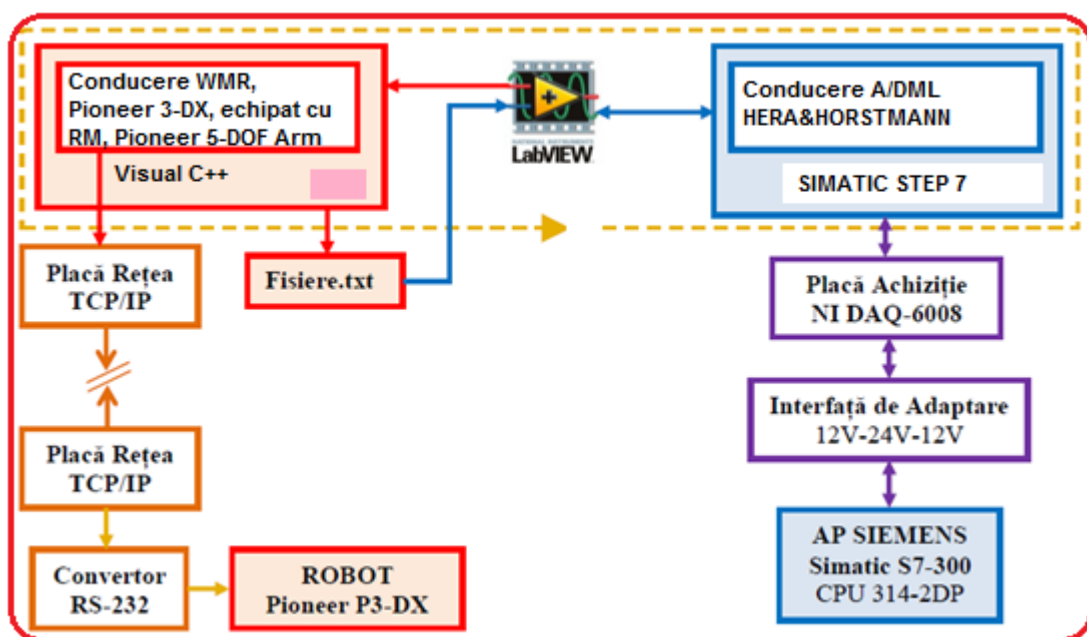 Conducere WMR,
Pioneer 3-DX, echipat cu
RM, Pioneer 5-DOF Arm
Visual C++
NATIONAL INSTRUMENTS
LabVIEW
Conducere A/DML
HERA&HORSTMANN
SIMATIC STEP 7
Placă Rețea
TCP/IP
Fisiere.txt
Placă Achiziție
NI DAQ-6008
Interfață de Adaptare
12V-24V-12V
Placă Rețea
TCP/IP
Convertor
RS-232
ROBOT
Pioneer P3-DX
AP SIEMENS
Simatic S7-300
CPU 314-2DP